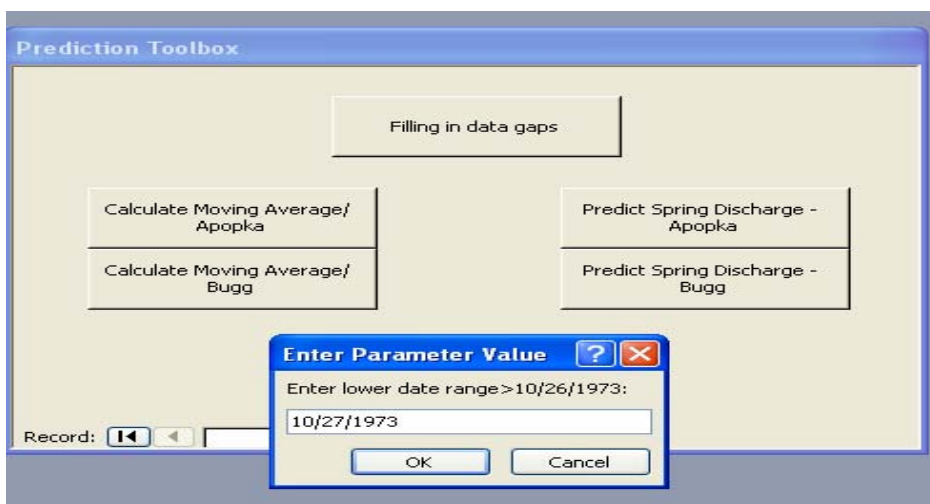 Prediction Toolbox
Filling in data gaps
Calculate Moving Average/
Apopka
Predict Spring Discharge -
Apopka
Calculate Moving Average/
Bugg
Predict Spring Discharge -
Bugg
Enter Parameter Value
Enter lower date range>10/26/1973:
10/27/1973
OK Cancel
Record: